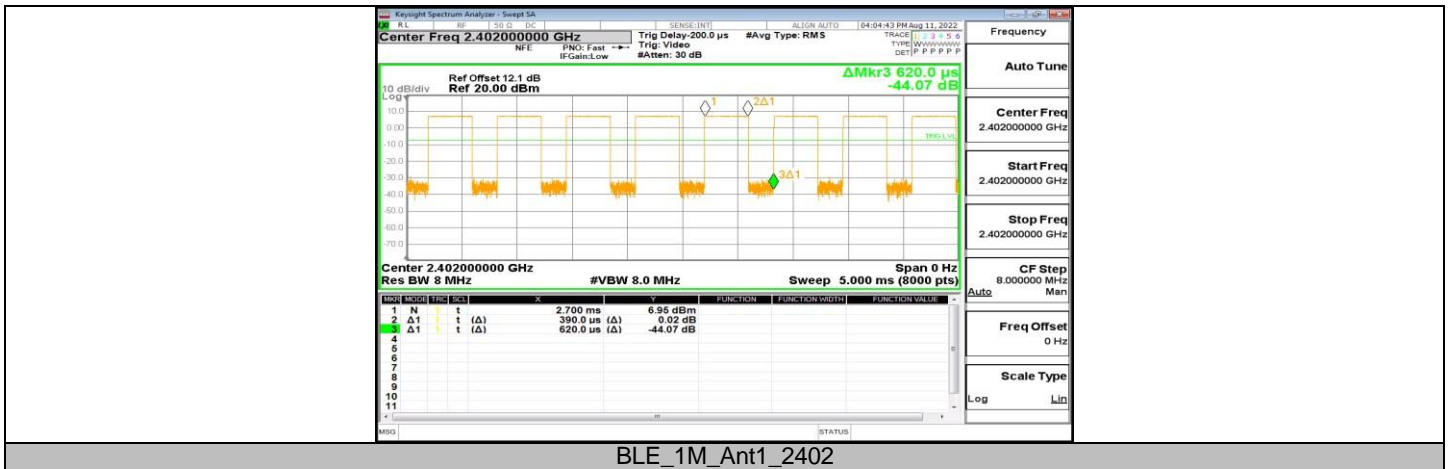 Keysight Spectrum Analyzer - Swept SA
RL RF 50 Ω DC SENSE:INT ALIGN AUTO 04:04:43 PM Aug 11, 2022
Center Freq 2.402000000 GHz
NFE PNO: Fast IFGain:Low
Trig Delay-200.0 µs
Trig: Video
#Atten: 30 dB
#Avg Type: RMS
TRACE 1 2 3 4 5 6
TYPE WWWWWW
DET P P P P P P
ΔMkr3 620.0 µs
-44.07 dB
Ref Offset 12.1 dB
10 dB/div Ref 20.00 dBm
Log
10.0
0.00
-10.0
-20.0
-30.0
-40.0
-50.0
-60.0
-70.0
1
2Δ1
3Δ1
TRIG LVL
Center 2.402000000 GHz Span 0 Hz
Res BW 8 MHz #VBW 8.0 MHz Sweep 5.000 ms (8000 pts)
MKR MODE TRC SCL X Y FUNCTION FUNCTION WIDTH FUNCTION VALUE
1 N 1 t 2.700 ms 6.95 dBm
2 Δ1 1 t (Δ) 390.0 µs (Δ) 0.02 dB
3 Δ1 1 t (Δ) 620.0 µs (Δ) -44.07 dB
4
5
6
7
8
9
10
11
MSG STATUS
Frequency
Auto Tune
Center Freq
2.402000000 GHz
Start Freq
2.402000000 GHz
Stop Freq
2.402000000 GHz
CF Step
8.000000 MHz
Auto Man
Freq Offset
0 Hz
Scale Type
Log Lin
BLE_1M_Ant1_2402